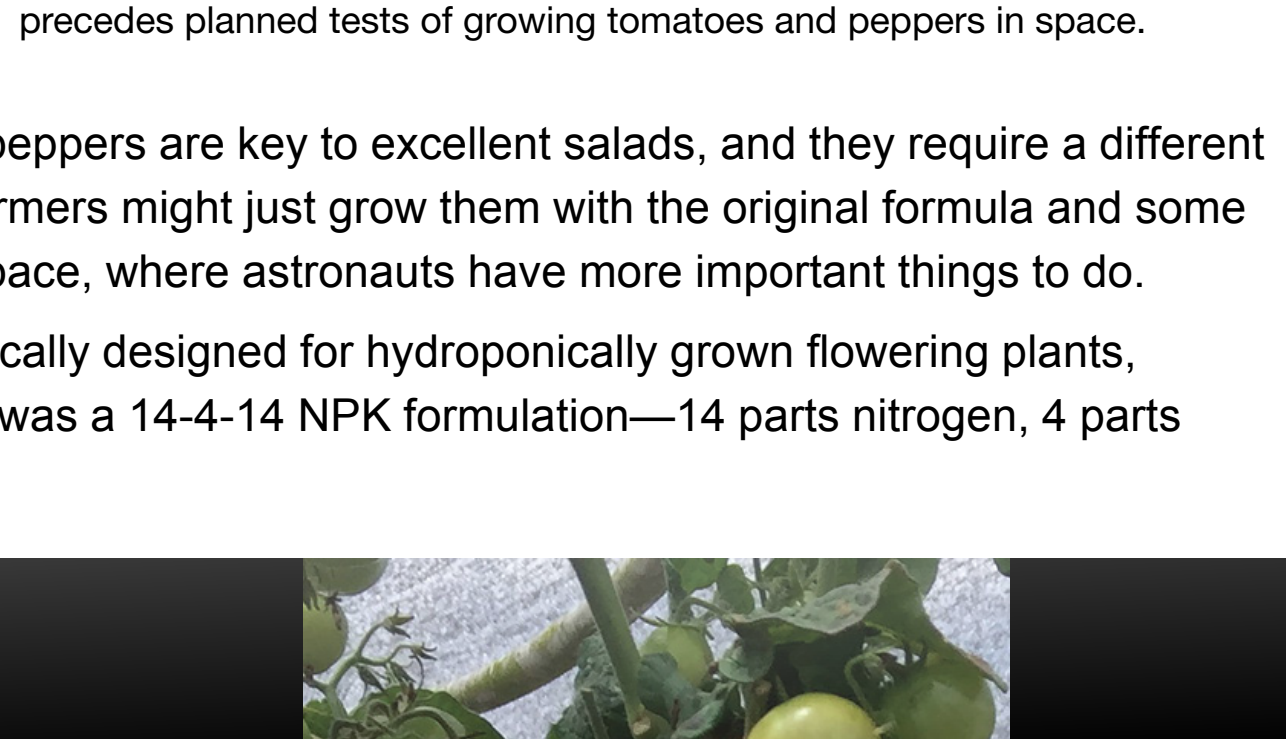 precedes planned tests of growing tomatoes and peppers in space.
peppers are key to excellent salads, and they require a different
rmers might just grow them with the original formula and some
pace, where astronauts have more important things to do.
cally designed for hydroponically grown flowering plants,
was a 14-4-14 NPK formulation—14 parts nitrogen, 4 parts